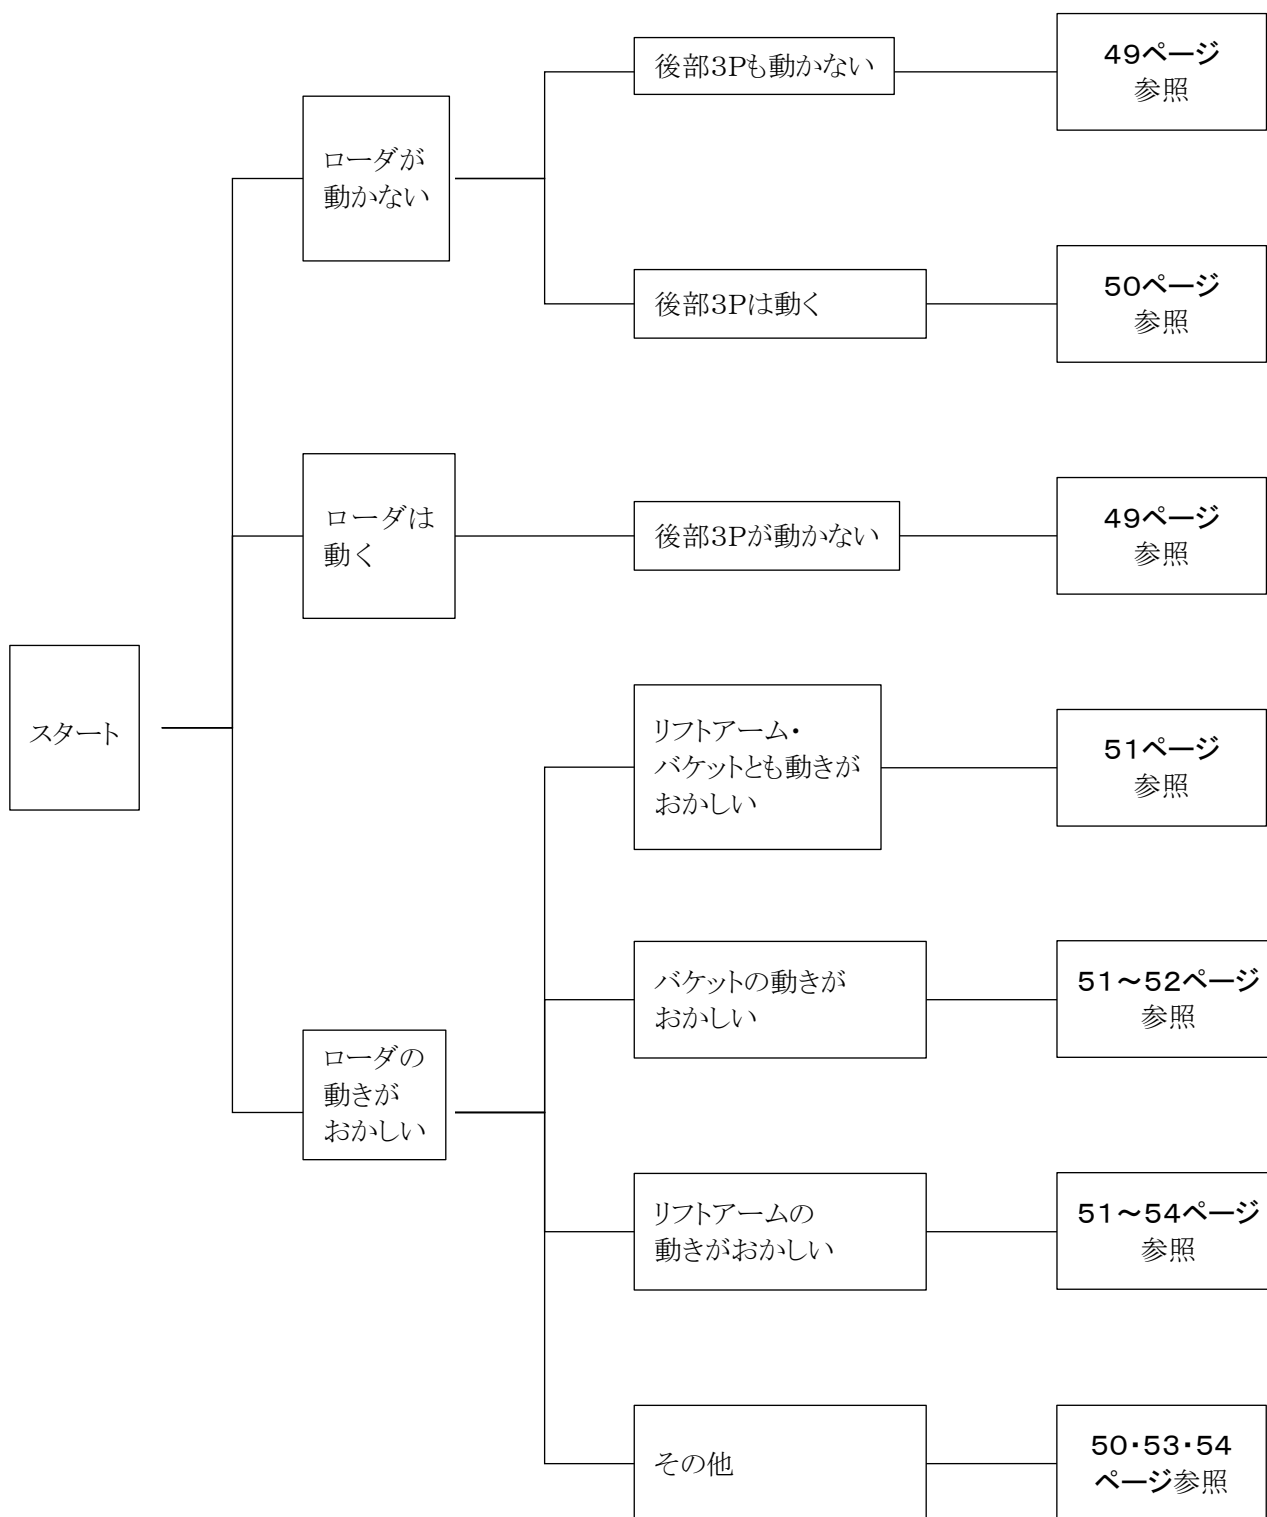 スタート
ローダが
動かない
後部3Pも動かない
49ページ
参照
後部3Pは動く
50ページ
参照
ローダは
動く
後部3Pが動かない
49ページ
参照
ローダの
動きが
おかしい
リフトアーム・
バケットとも動きが
おかしい
51ページ
参照
バケットの動きが
おかしい
51～52ページ
参照
リフトアームの
動きがおかしい
51～54ページ
参照
その他
50・53・54
ページ参照